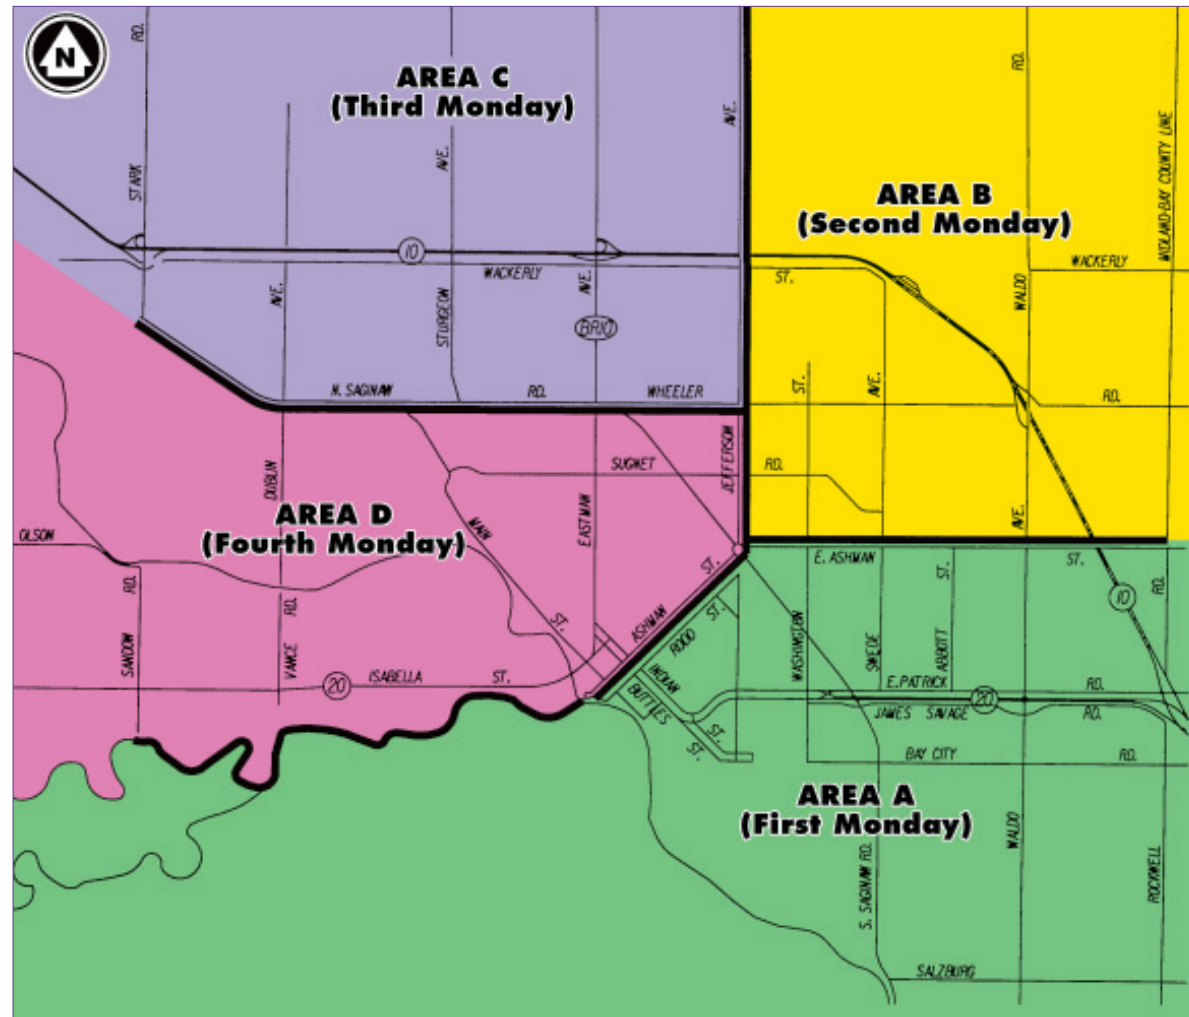 N
AREA C
(Third Monday)
RD.
STARK
AVE.
AVE.
RD.
AREA B
(Second Monday)
MIDLAND-BAY COUNTY LINE
10
WACKERLY
AVE.
STURGEON
AVE.
BR10
ST.
WALDO
WACKERLY
N. SAGINAW
RD.
WHEELER
ST.
AVE.
RD.
JEFFERSON
SUGNET
RD.
DUBLIN
AREA D
(Fourth Monday)
MAIN
EASTMAN
AVE.
OLSON
ST.
E. ASHMAN
ST.
ST.
RD.
RD.
RD.
SANDOW
VANCE
ST.
ASHMAN
RODD
ST.
WASHINGTON
SWEDE
ABBOTT
10
20
ISABELLA
ST.
INDIAN
BUTTLES
ST.
ST.
E.PATRICK
RD.
20
JAMES SAVAGE
RD.
BAY CITY
RD.
AREA A
(First Monday)
S. SAGINAW RD.
WALDO
ROCKWELL
SALZBURG